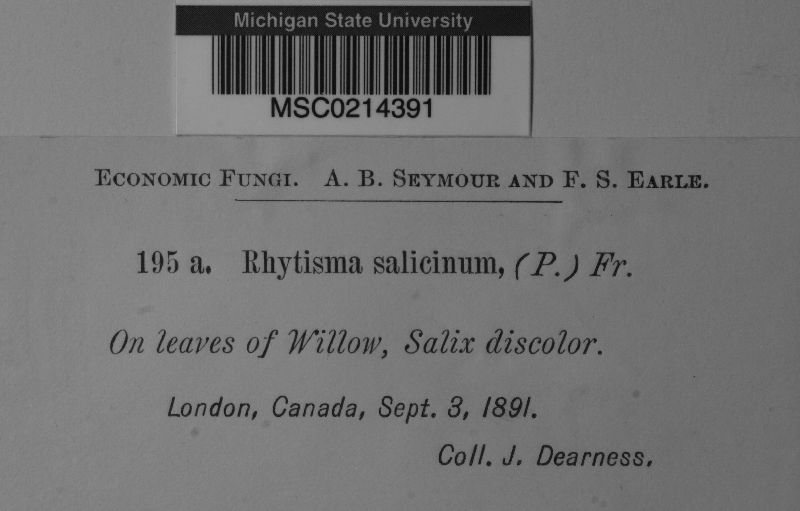 Michigan State University
MSC0214391
Economic Fungi. A. B. Seymour and F. S. Earle.
195 a. Rhytisma salicinum, (P.) Fr.
On leaves of Willow, Salix discolor.
London, Canada, Sept. 3, 1891.
Coll. J. Dearness.